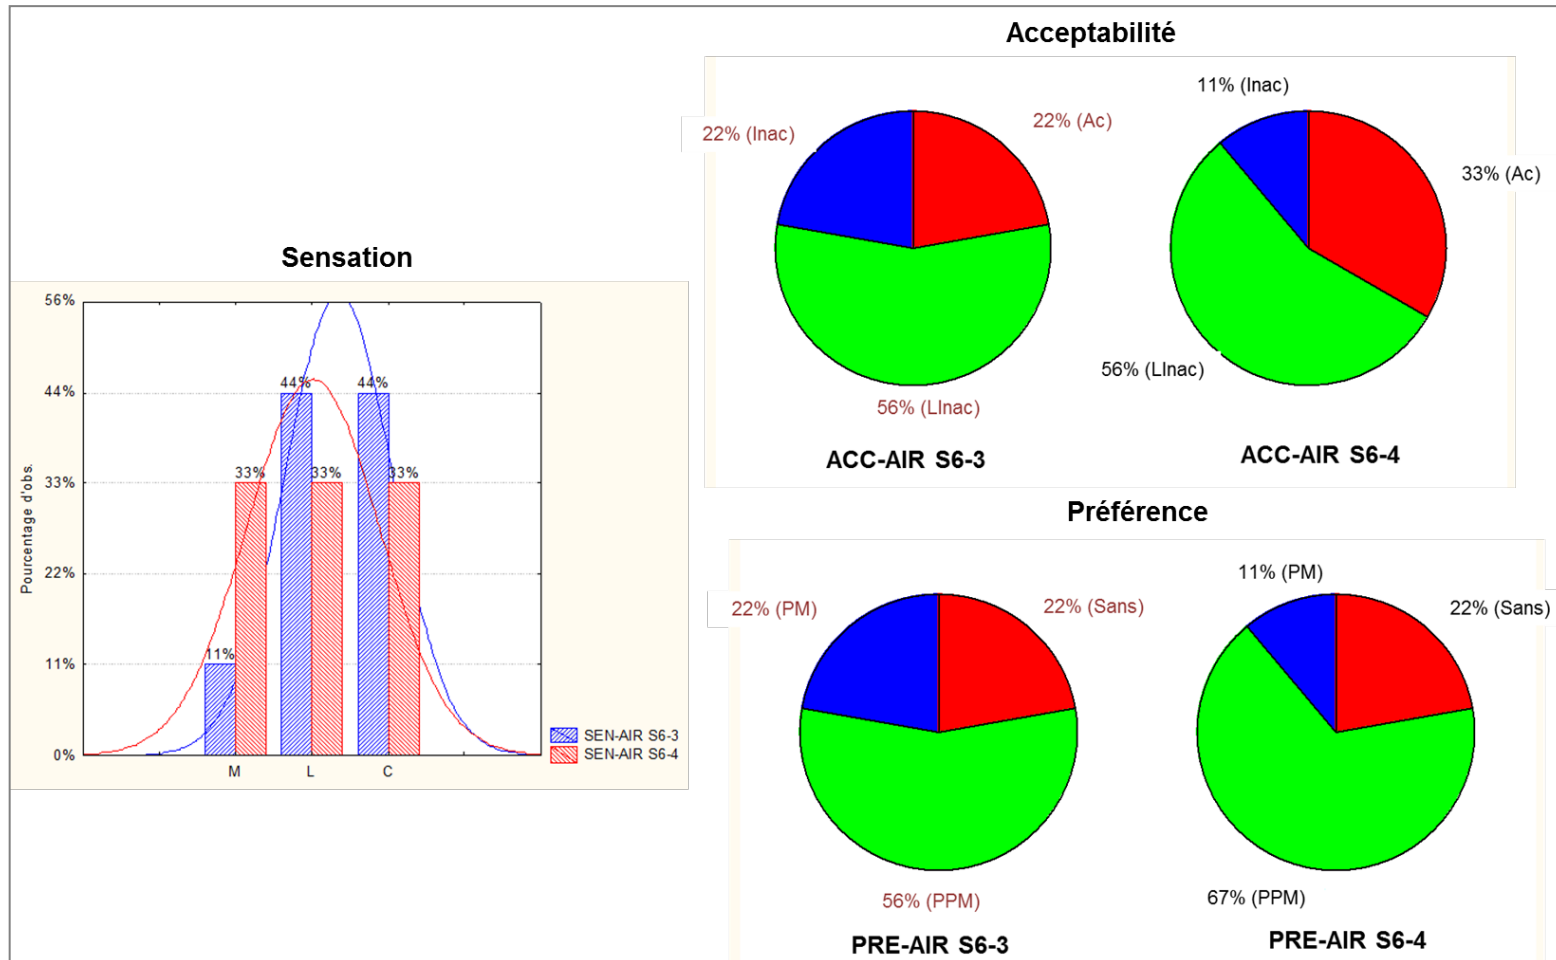 Acceptabilité
11% (Inac)
22% (Inac)
22% (Ac)
33% (Ac)
56% (LInac)
56% (LInac)
ACC-AIR S6-3
ACC-AIR S6-4
Sensation
56%
44%
33%
22%
11%
0%
Pourcentage d'obs.
44%
44%
33%
33%
33%
11%
M
L
C
SEN-AIR S6-3
SEN-AIR S6-4
Préférence
11% (PM)
22% (PM)
22% (Sans)
22% (Sans)
56% (PPM)
67% (PPM)
PRE-AIR S6-3
PRE-AIR S6-4